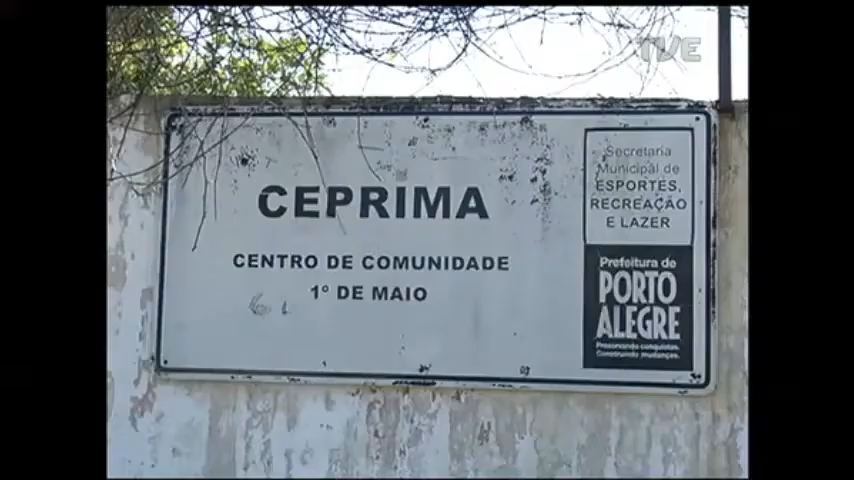 TVE
CEPRIMA
CENTRO DE COMUNIDADE
1º DE MAIO
Secretaria
Municipal de
ESPORTES,
RECREAÇÃO
E LAZER
Prefeitura de
PORTO
ALEGRE
Preservando conquistas.
Construindo mudanças.